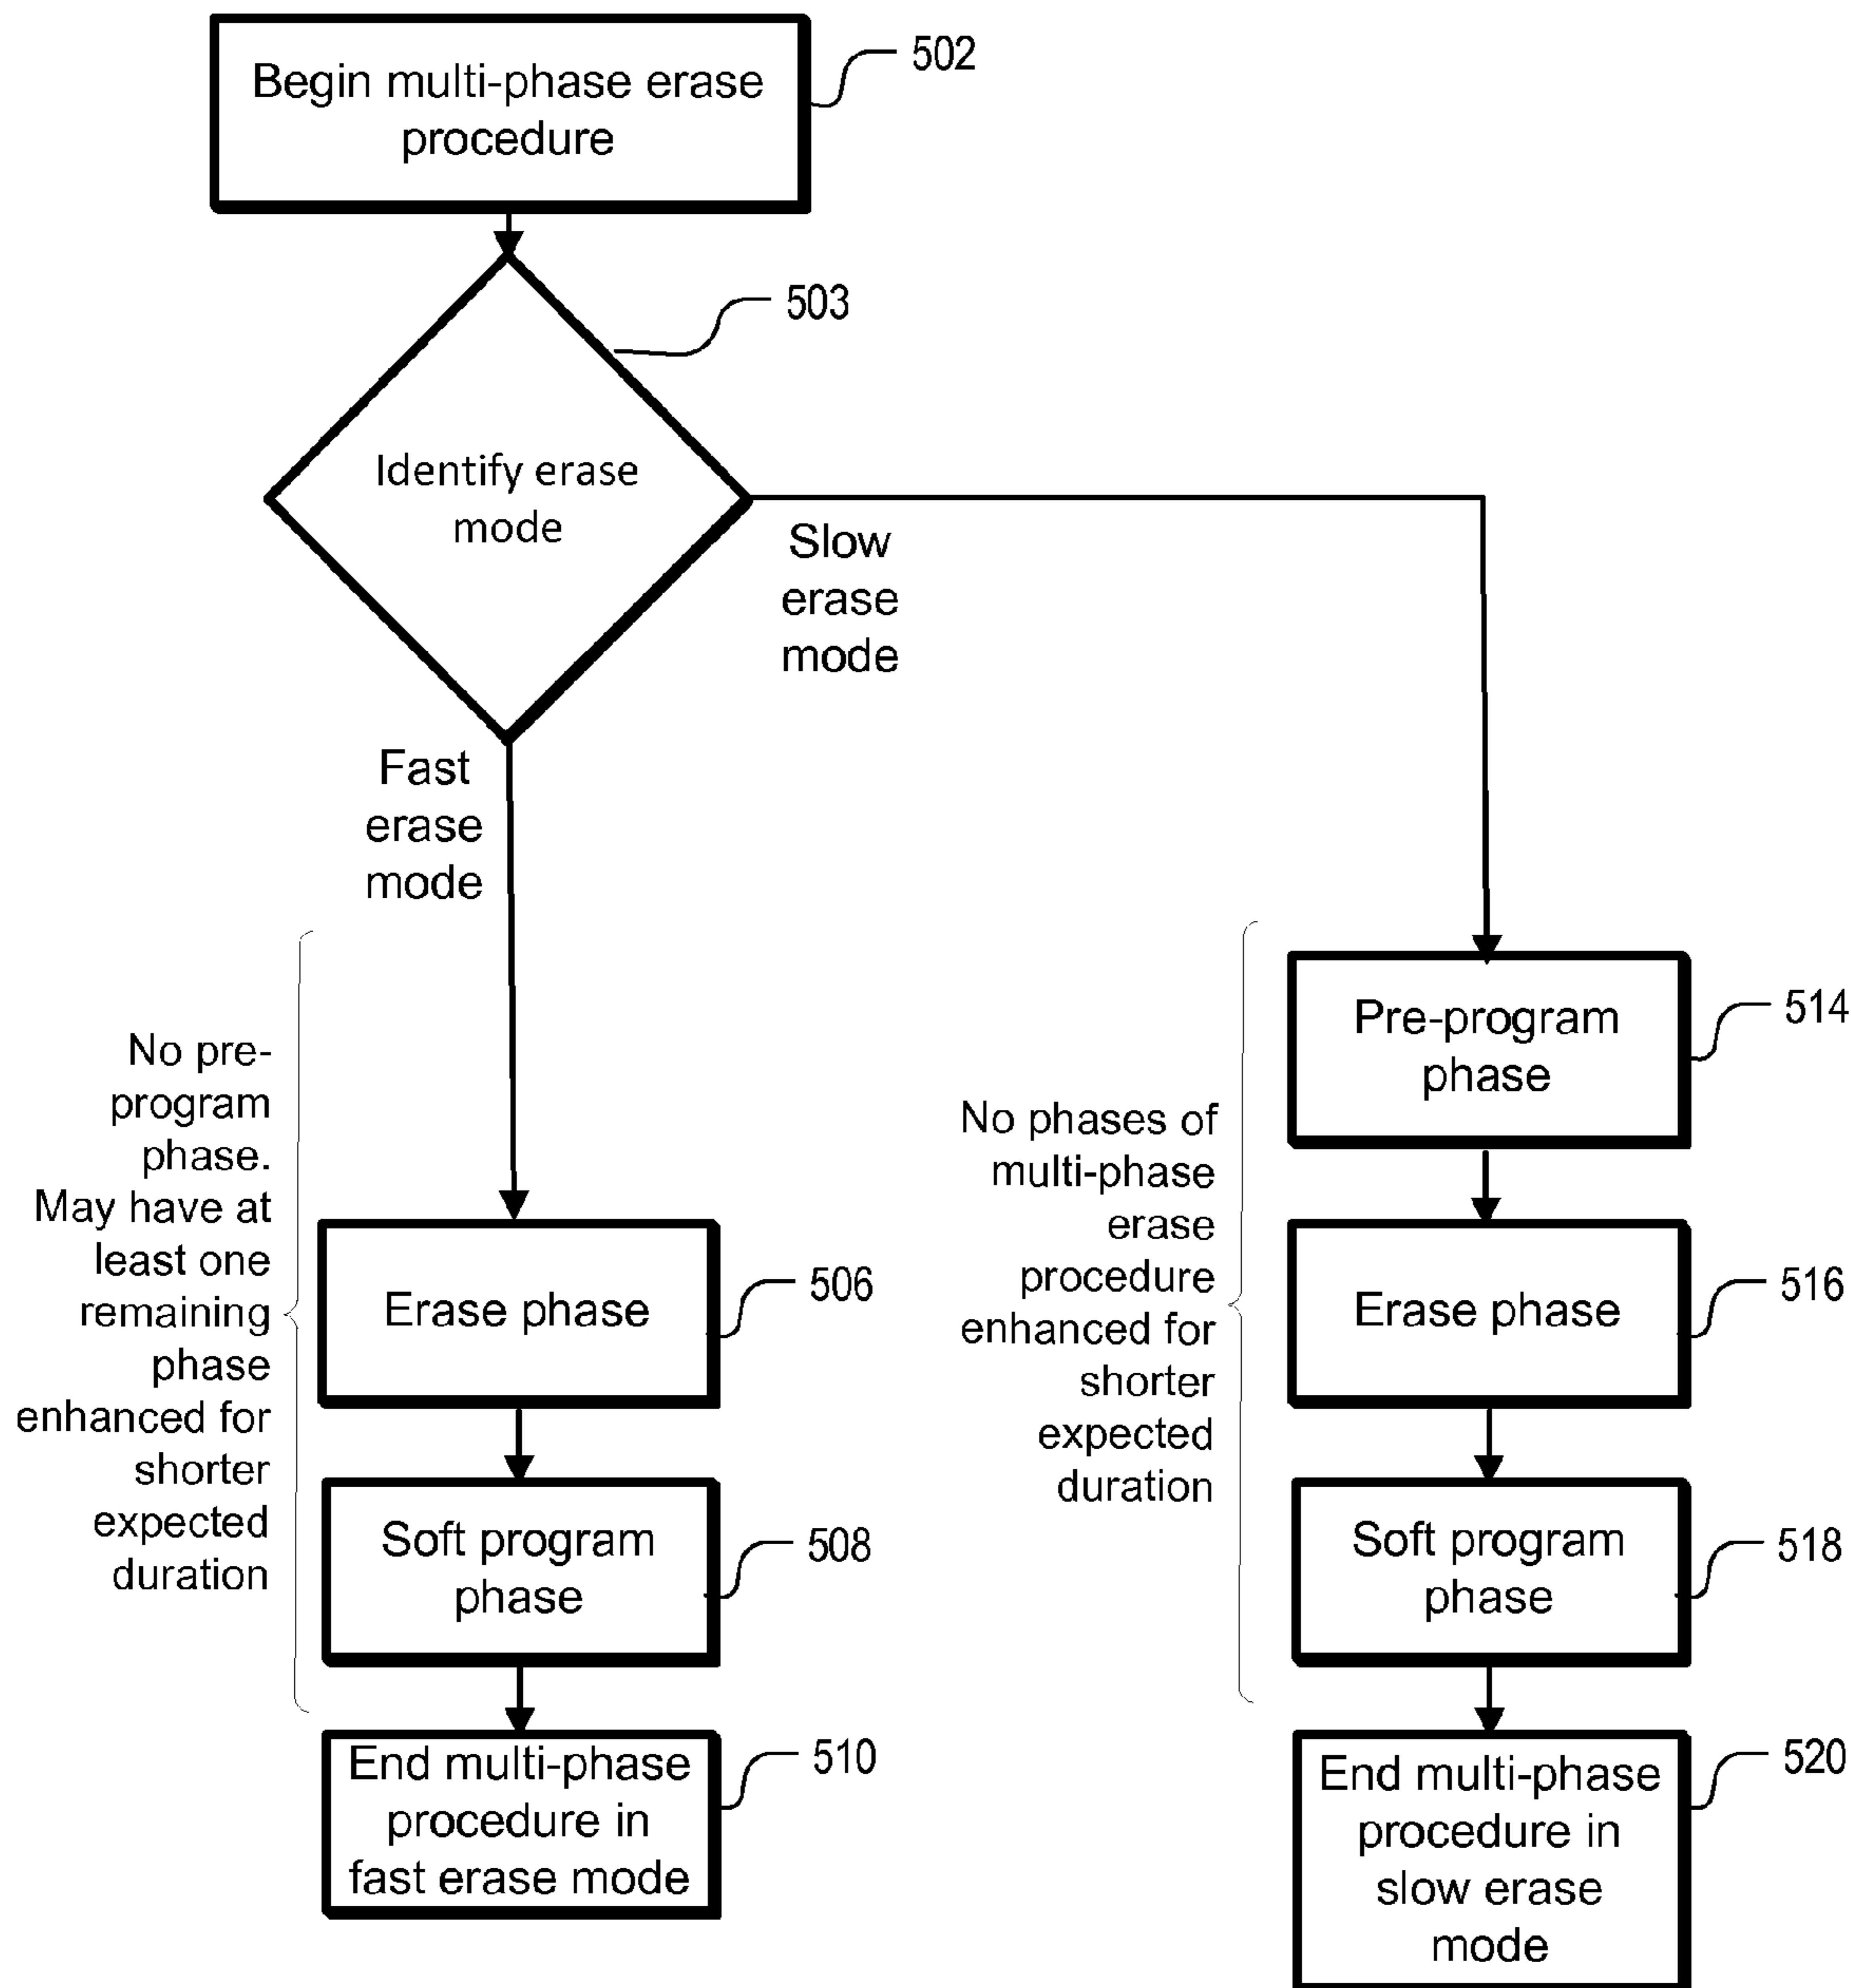 Begin multi-phase erase
procedure
502
503
Identify erase
mode
Slow
erase
mode
Fast
erase
mode
No pre-
program
phase.
May have at
least one
remaining
phase
enhanced for
shorter
expected
duration
Erase phase
506
Soft program
phase
508
End multi-phase
procedure in
fast erase mode
510
No phases of
multi-phase
erase
procedure
enhanced for
shorter
expected
duration
Pre-program
phase
514
Erase phase
516
Soft program
phase
518
End multi-phase
procedure in
slow erase
mode
520